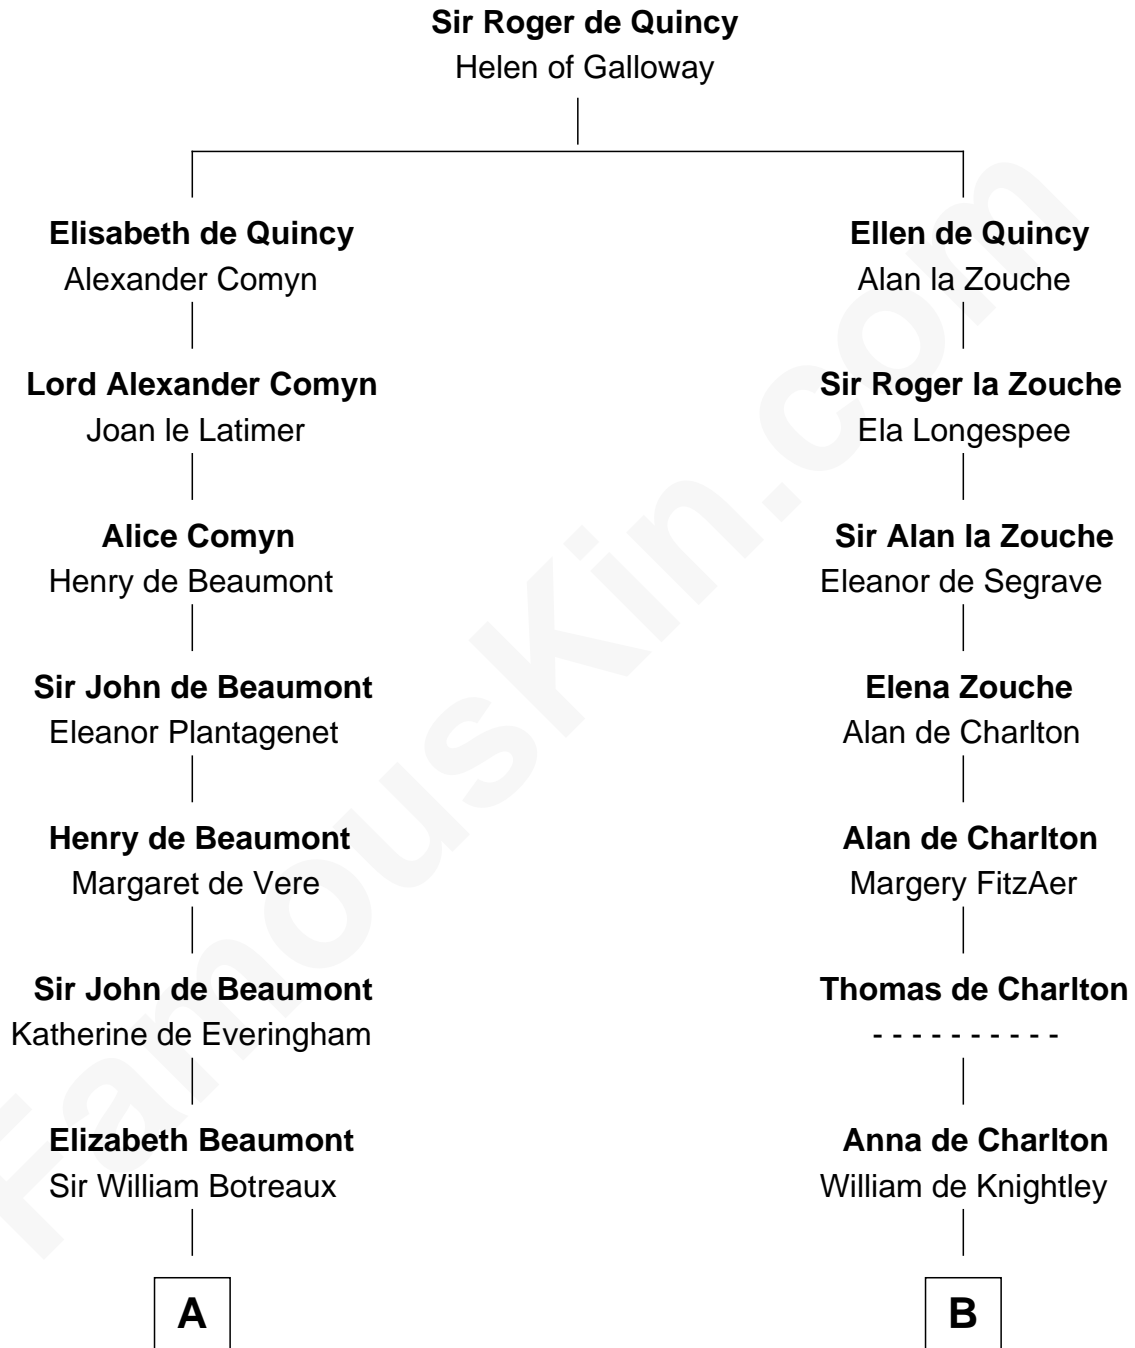 Sir Roger de Quincy
Helen of Galloway
Elisabeth de Quincy
Alexander Comyn
Ellen de Quincy
Alan la Zouche
Lord Alexander Comyn
Joan le Latimer
Sir Roger la Zouche
Ela Longespee
Alice Comyn
Henry de Beaumont
Sir Alan la Zouche
Eleanor de Segrave
Sir John de Beaumont
Eleanor Plantagenet
Elena Zouche
Alan de Charlton
Henry de Beaumont
Margaret de Vere
Alan de Charlton
Margery FitzAer
Sir John de Beaumont
Katherine de Everingham
Thomas de Charlton
- - - - - - - - - -
Elizabeth Beaumont
Sir William Botreaux
Anna de Charlton
William de Knightley
A
B
FamousKin.com